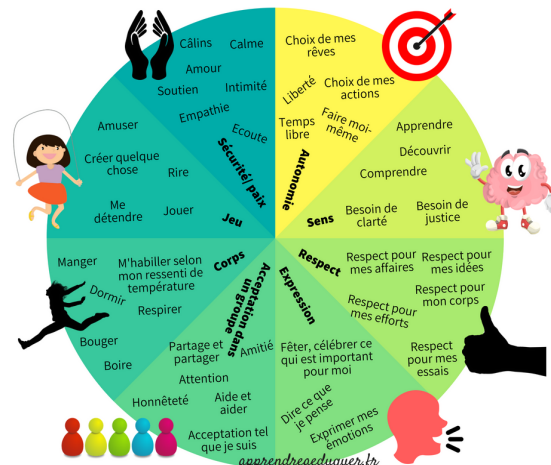 Câlins
Calme
Amour
Soutien
Intimité
Empathie
Ecoute
Sécurité/ paix
Choix de mes
rêves
Liberté
Choix de mes
actions
Temps
libre
Faire moi-
même
Autonomie
Apprendre
Découvrir
Comprendre
Besoin de
clarté
Besoin de
justice
Sens
Respect
Respect pour
mes affaires
Respect pour
mes idées
Respect pour
mon corps
Respect pour
mes efforts
Respect
pour mes
essais
Expression
Fêter, célébrer ce
qui est important
pour moi
Dire ce que
je pense
Exprimer mes
émotions
Acceptation dans
un groupe
Amitié
Partage et
partager
Attention
Honnêteté
Aide et
aider
Acceptation tel
que je suis
Corps
Manger
M'habiller selon
mon ressenti de
température
Dormir
Respirer
Bouger
Boire
Jeu
Amuser
Créer quelque
chose
Rire
Me
détendre
Jouer
apprendreaeduquer.fr